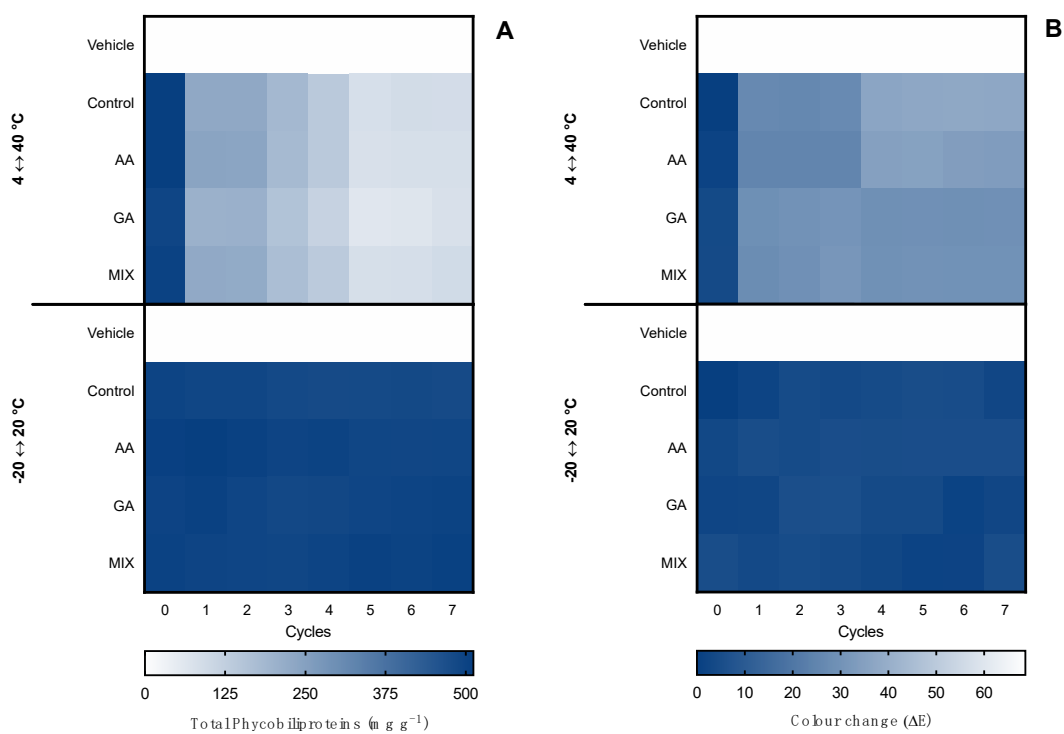 A
4 ↔ 40 °C
Vehicle
Control
AA
GA
MIX
-20 ↔ 20 °C
Vehicle
Control
AA
GA
MIX
0 1 2 3 4 5 6 7
Cycles
0 125 250 375 500
Total Phycobiliproteins (mg g⁻¹)
B
4 ↔ 40 °C
Vehicle
Control
AA
GA
MIX
-20 ↔ 20 °C
Vehicle
Control
AA
GA
MIX
0 1 2 3 4 5 6 7
Cycles
0 10 20 30 40 50 60
Colour change (ΔE)